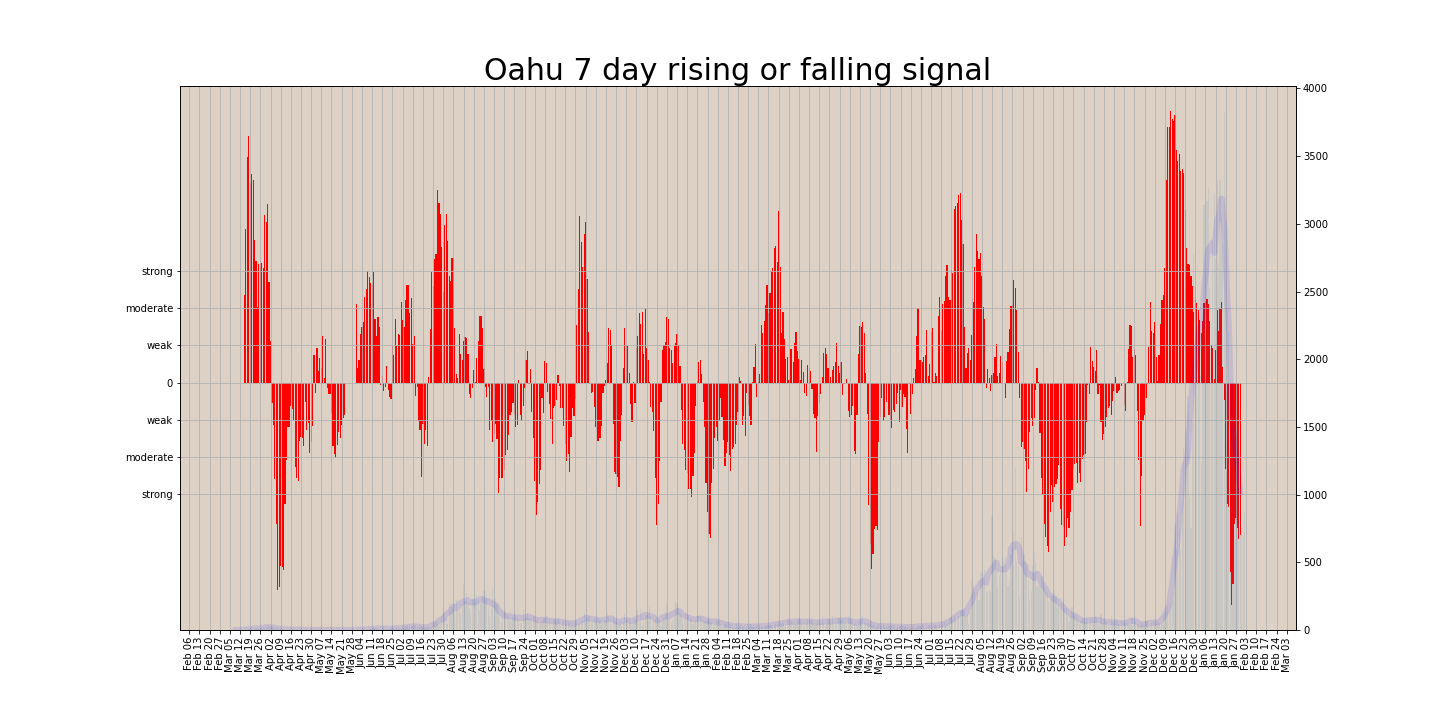 Oahu 7 day rising or falling signal
strong
moderate
weak
0
weak
moderate
strong
4000
3500
3000
2500
2000
1500
1000
500
0
Feb 06
Feb 13
Feb 20
Feb 27
Mar 05
Mar 12
Mar 19
Mar 26
Apr 02
Apr 09
Apr 16
Apr 23
Apr 30
May 07
May 14
May 21
May 28
Jun 04
Jun 11
Jun 18
Jun 25
Jul 02
Jul 09
Jul 16
Jul 23
Jul 30
Aug 06
Aug 13
Aug 20
Aug 27
Sep 03
Sep 10
Sep 17
Sep 24
Oct 01
Oct 08
Oct 15
Oct 22
Oct 29
Nov 05
Nov 12
Nov 19
Nov 26
Dec 03
Dec 10
Dec 17
Dec 24
Dec 31
Jan 07
Jan 14
Jan 21
Jan 28
Feb 04
Feb 11
Feb 18
Feb 25
Mar 04
Mar 11
Mar 18
Mar 25
Apr 01
Apr 08
Apr 15
Apr 22
Apr 29
May 06
May 13
May 20
May 27
Jun 03
Jun 10
Jun 17
Jun 24
Jul 01
Jul 08
Jul 15
Jul 22
Jul 29
Aug 05
Aug 12
Aug 19
Aug 26
Sep 02
Sep 09
Sep 16
Sep 23
Sep 30
Oct 07
Oct 14
Oct 21
Oct 28
Nov 04
Nov 11
Nov 18
Nov 25
Dec 02
Dec 09
Dec 16
Dec 23
Dec 30
Jan 06
Jan 13
Jan 20
Jan 27
Feb 03
Feb 10
Feb 17
Feb 24
Mar 03